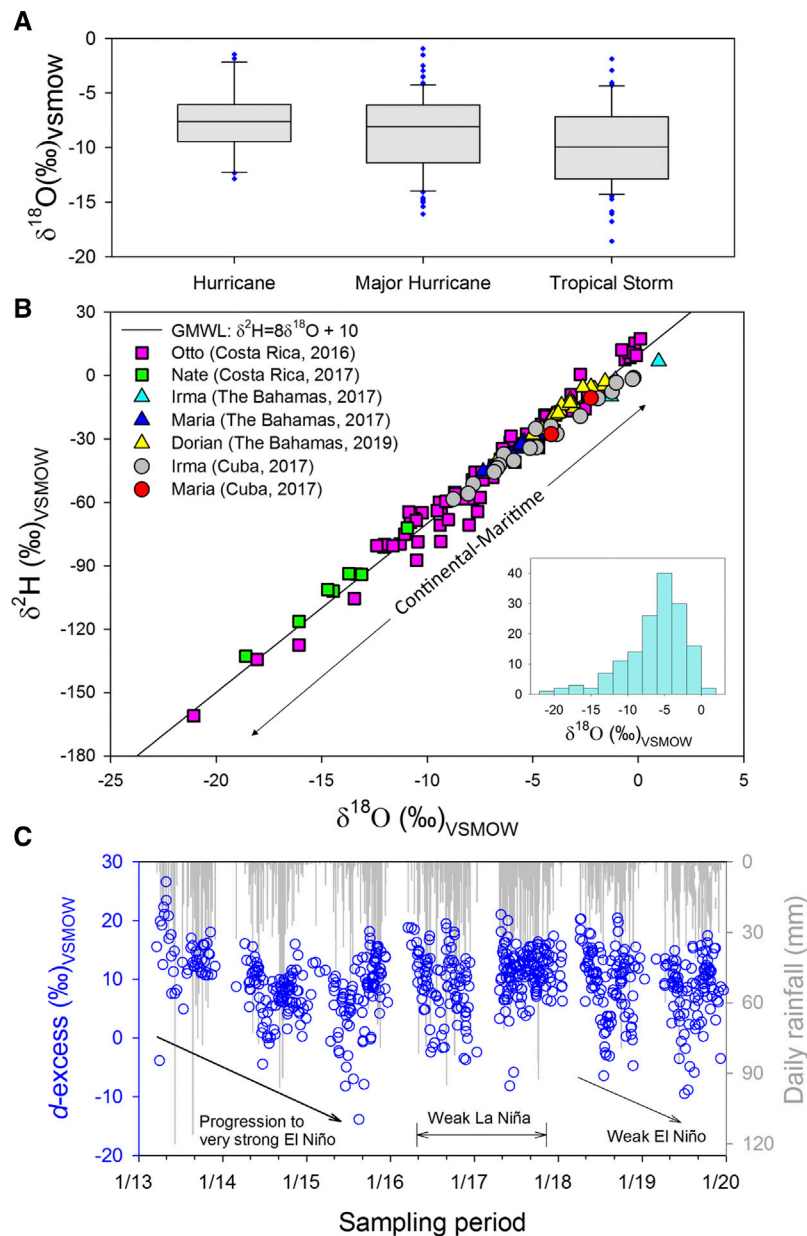 A
δ18O(‰)VSMOW
0
-5
-10
-15
-20
Hurricane
Major Hurricane
Tropical Storm
B
δ2H (‰)VSMOW
30
0
-30
-60
-90
-120
-150
-180
GMWL: δ2H=8δ18O + 10
Otto (Costa Rica, 2016)
Nate (Costa Rica, 2017)
Irma (The Bahamas, 2017)
Maria (The Bahamas, 2017)
Dorian (The Bahamas, 2019)
Irma (Cuba, 2017)
Maria (Cuba, 2017)
Continental-Maritime
40
30
20
10
0
-20 -15 -10 -5 0
δ18O (‰)VSMOW
-25 -20 -15 -10 -5 0 5
δ18O (‰)VSMOW
C
d-excess (‰)VSMOW
30
20
10
0
-10
-20
Progression to
very strong El Niño
Weak La Niña
Weak El Niño
0
30
60
90
120
Daily rainfall (mm)
1/13 1/14 1/15 1/16 1/17 1/18 1/19 1/20
Sampling period